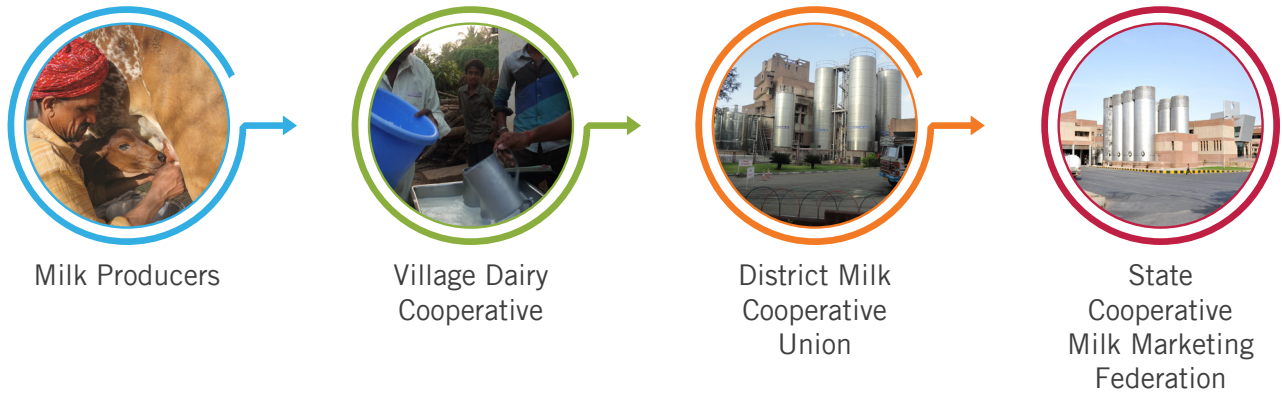 Milk Producers
Village Dairy
Cooperative
District Milk
Cooperative
Union
State
Cooperative
Milk Marketing
Federation